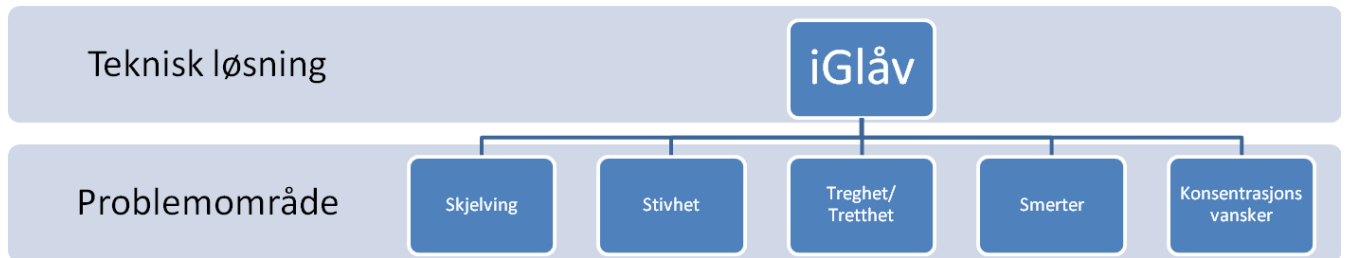 Teknisk løsning
iGlåv
Problemområde
Skjelving
Stivhet
Treghet/
Tretthet
Smerter
Konsentrasjons
vansker